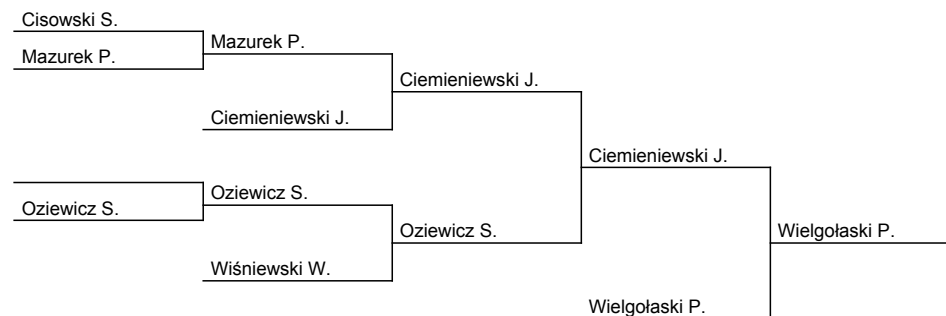 Cisowski S.
Mazurek P.
Mazurek P.
Ciemieniewski J.
Ciemieniewski J.
Ciemieniewski J.
Oziewicz S.
Oziewicz S.
Oziewicz S.
Wielgołaski P.
Wiśniewski W.
Wielgołaski P.